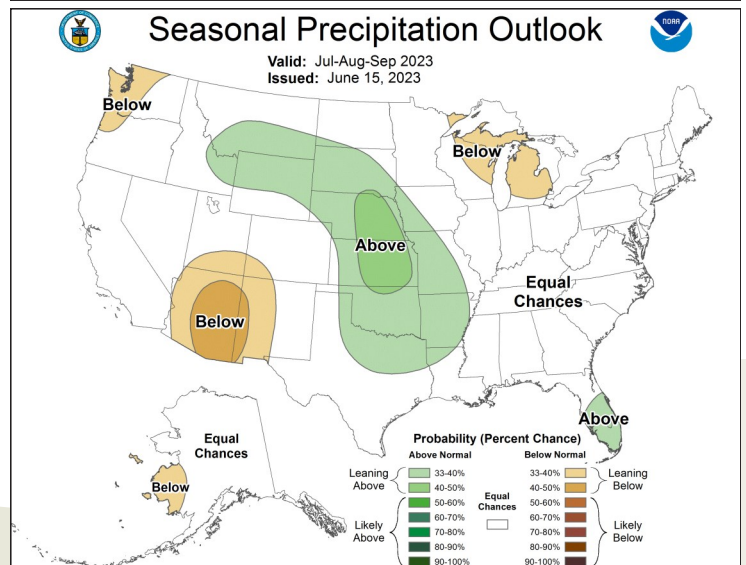 Seasonal Precipitation Outlook
NOAA
Valid: Jul-Aug-Sep 2023
Issued: June 15, 2023
Below
Below
Above
Equal
Chances
Below
Above
Equal
Chances
Below
Probability (Percent Chance)
Above Normal
Below Normal
Leaning
Above
33-40%
40-50%
Likely
Above
50-60%
60-70%
70-80%
80-90%
90-100%
Equal
Chances
33-40%
40-50%
Leaning
Below
50-60%
60-70%
70-80%
80-90%
90-100%
Likely
Below